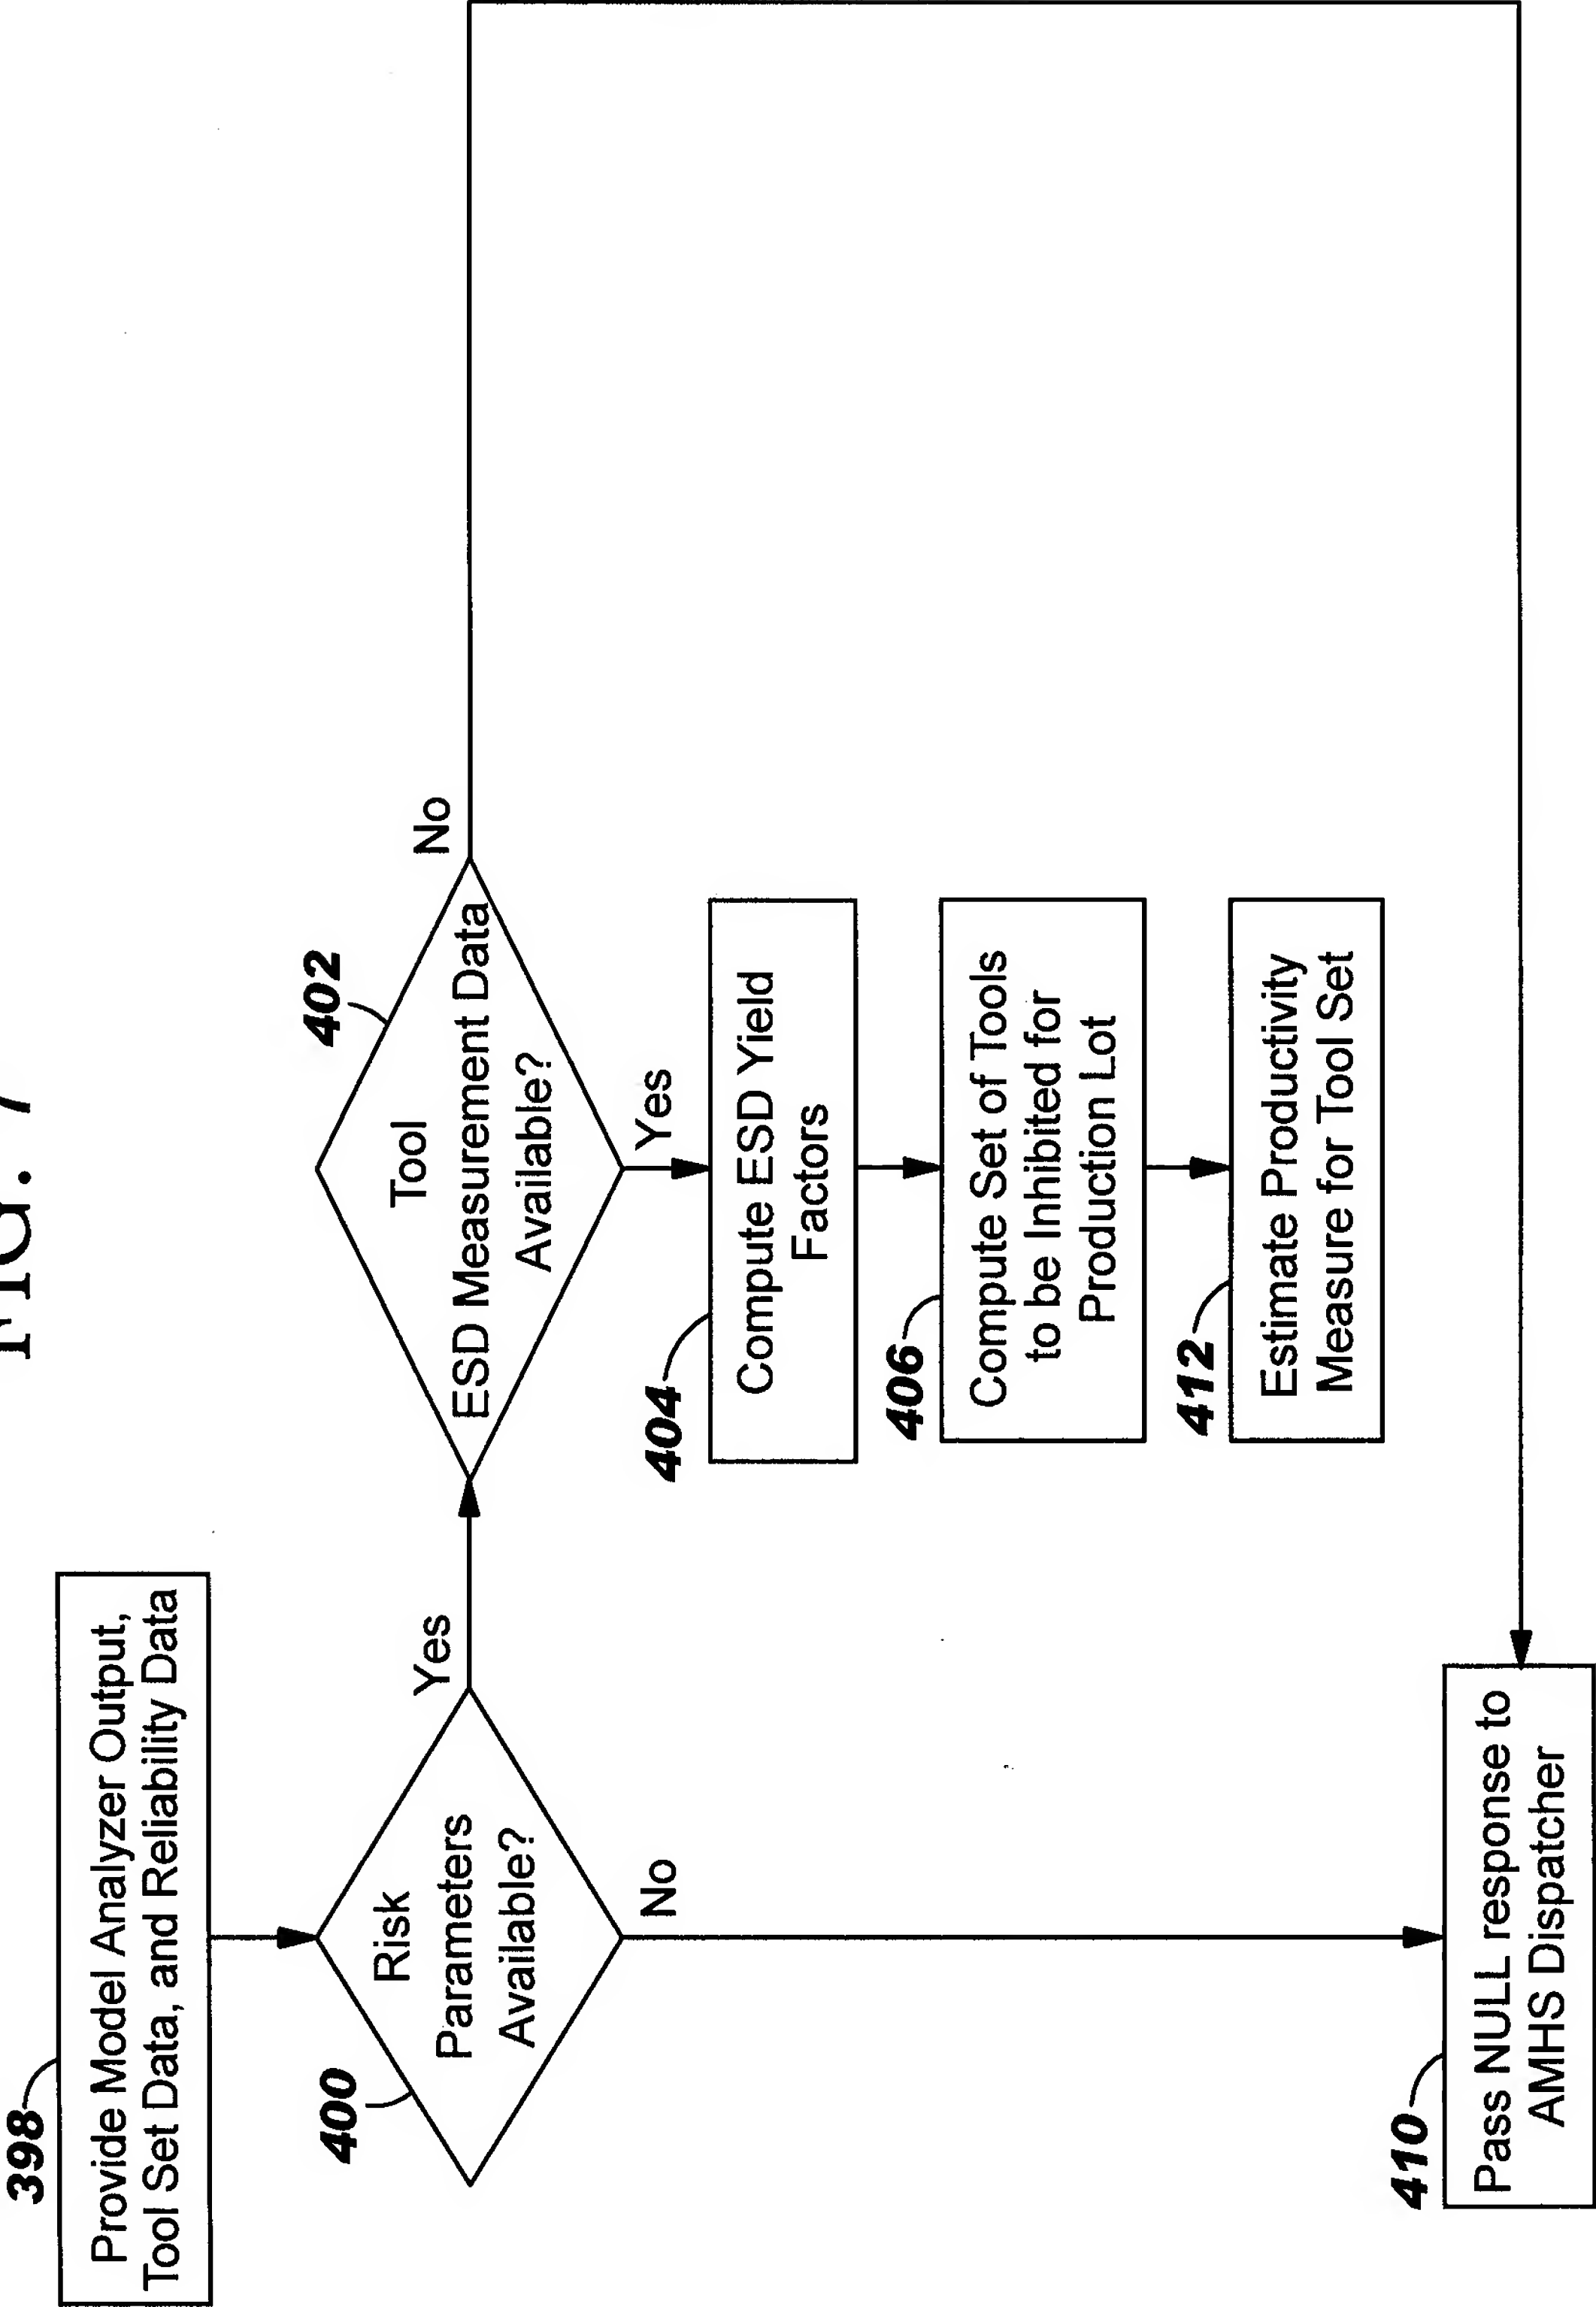 FIG. 7
398
Provide Model Analyzer Output,
Tool Set Data, and Reliability Data
400
Risk
Parameters
Available?
Yes
No
402
Tool
ESD Measurement Data
Available?
No
Yes
404
Compute ESD Yield
Factors
406
Compute Set of Tools
to be Inhibited for
Production Lot
412
Estimate Productivity
Measure for Tool Set
410
Pass NULL response to
AMHS Dispatcher